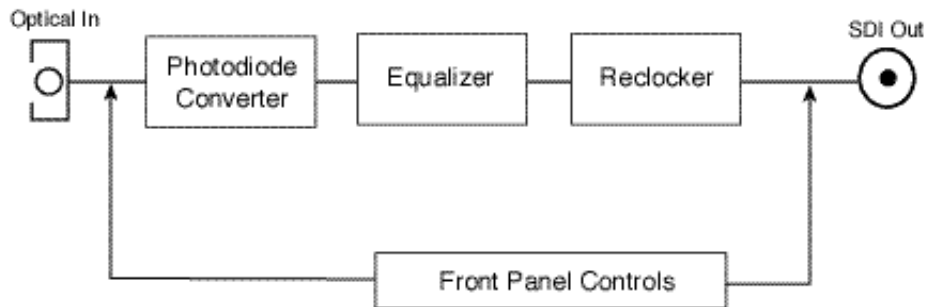 Optical In
SDI Out
Photodiode
Converter
Equalizer
Reclocker
Front Panel Controls